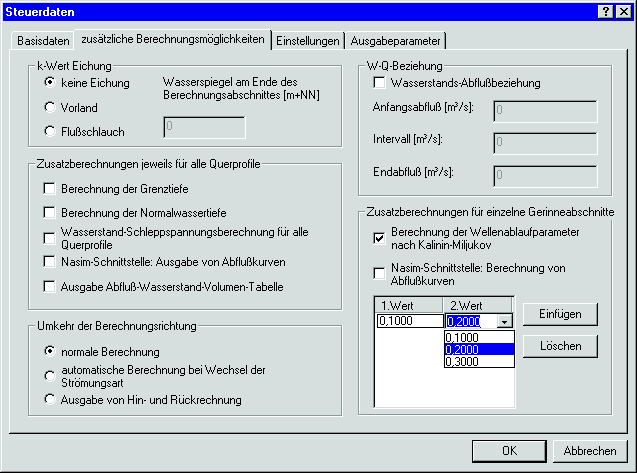 Steuerdaten
Basisdaten
zusätzliche Berechnungsmöglichkeiten
Einstellungen
Ausgabeparameter
k-Wert Eichung
keine Eichung
Vorland
Flußschlauch
Wasserspiegel am Ende des
Berechnungsabschnittes [m+NN]
0
Zusatzberechnungen jeweils für alle Querprofile
Berechnung der Grenztiefe
Berechnung der Normalwassertiefe
Wasserstand-Schleppspannungsberechnung für alle
Querprofile
Nasim-Schnittstelle: Ausgabe von Abflußkurven
Ausgabe Abfluß-Wasserstand-Volumen-Tabelle
Umkehr der Berechnungsrichtung
normale Berechnung
automatische Berechnung bei Wechsel der
Strömungsart
Ausgabe von Hin- und Rückrechnung
W-Q-Beziehung
Wasserstands-Abflußbeziehung
Anfangsabfluß [m³/s]:
0
Intervall [m³/s]:
0
Endabfluß [m³/s]:
0
Zusatzberechnungen für einzelne Gerinneabschnitte
Berechnung der Wellenablaufparameter
nach Kalinin-Miljukov
Nasim-Schnittstelle: Berechnung von
Abflußkurven
1.Wert
2.Wert
0,1000
0,2000
0,1000
0,2000
0,3000
Einfügen
Löschen
OK
Abbrechen